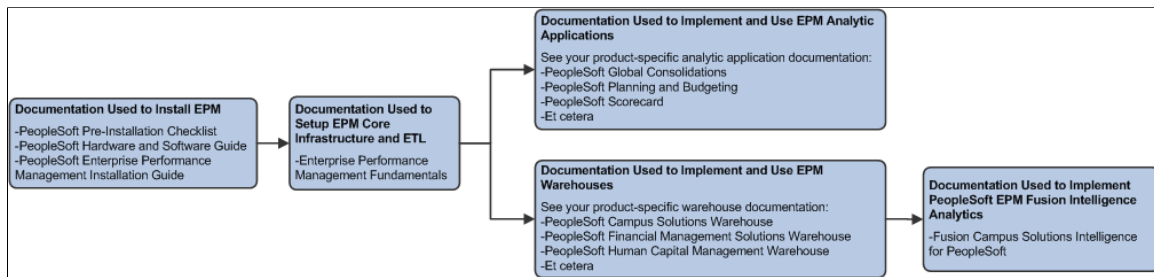 Documentation Used to Install EPM
-PeopleSoft Pre-Installation Checklist
-PeopleSoft Hardware and Software Guide
-PeopleSoft Enterprise Performance
Management Installation Guide
Documentation Used to
Setup EPM Core
Infrastructure and ETL
-Enterprise Performance
Management Fundamentals
Documentation Used to Implement and Use EPM Analytic
Applications
See your product-specific analytic application documentation:
-PeopleSoft Global Consolidations
-PeopleSoft Planning and Budgeting
-PeopleSoft Scorecard
-Et cetera
Documentation Used to Implement and Use EPM
Warehouses
See your product-specific warehouse documentation:
-PeopleSoft Campus Solutions Warehouse
-PeopleSoft Financial Management Solutions Warehouse
-PeopleSoft Human Capital Management Warehouse
-Et cetera
Documentation Used to Implement
PeopleSoft EPM Fusion Intelligence
Analytics
-Fusion Campus Solutions Intelligence
for PeopleSoft